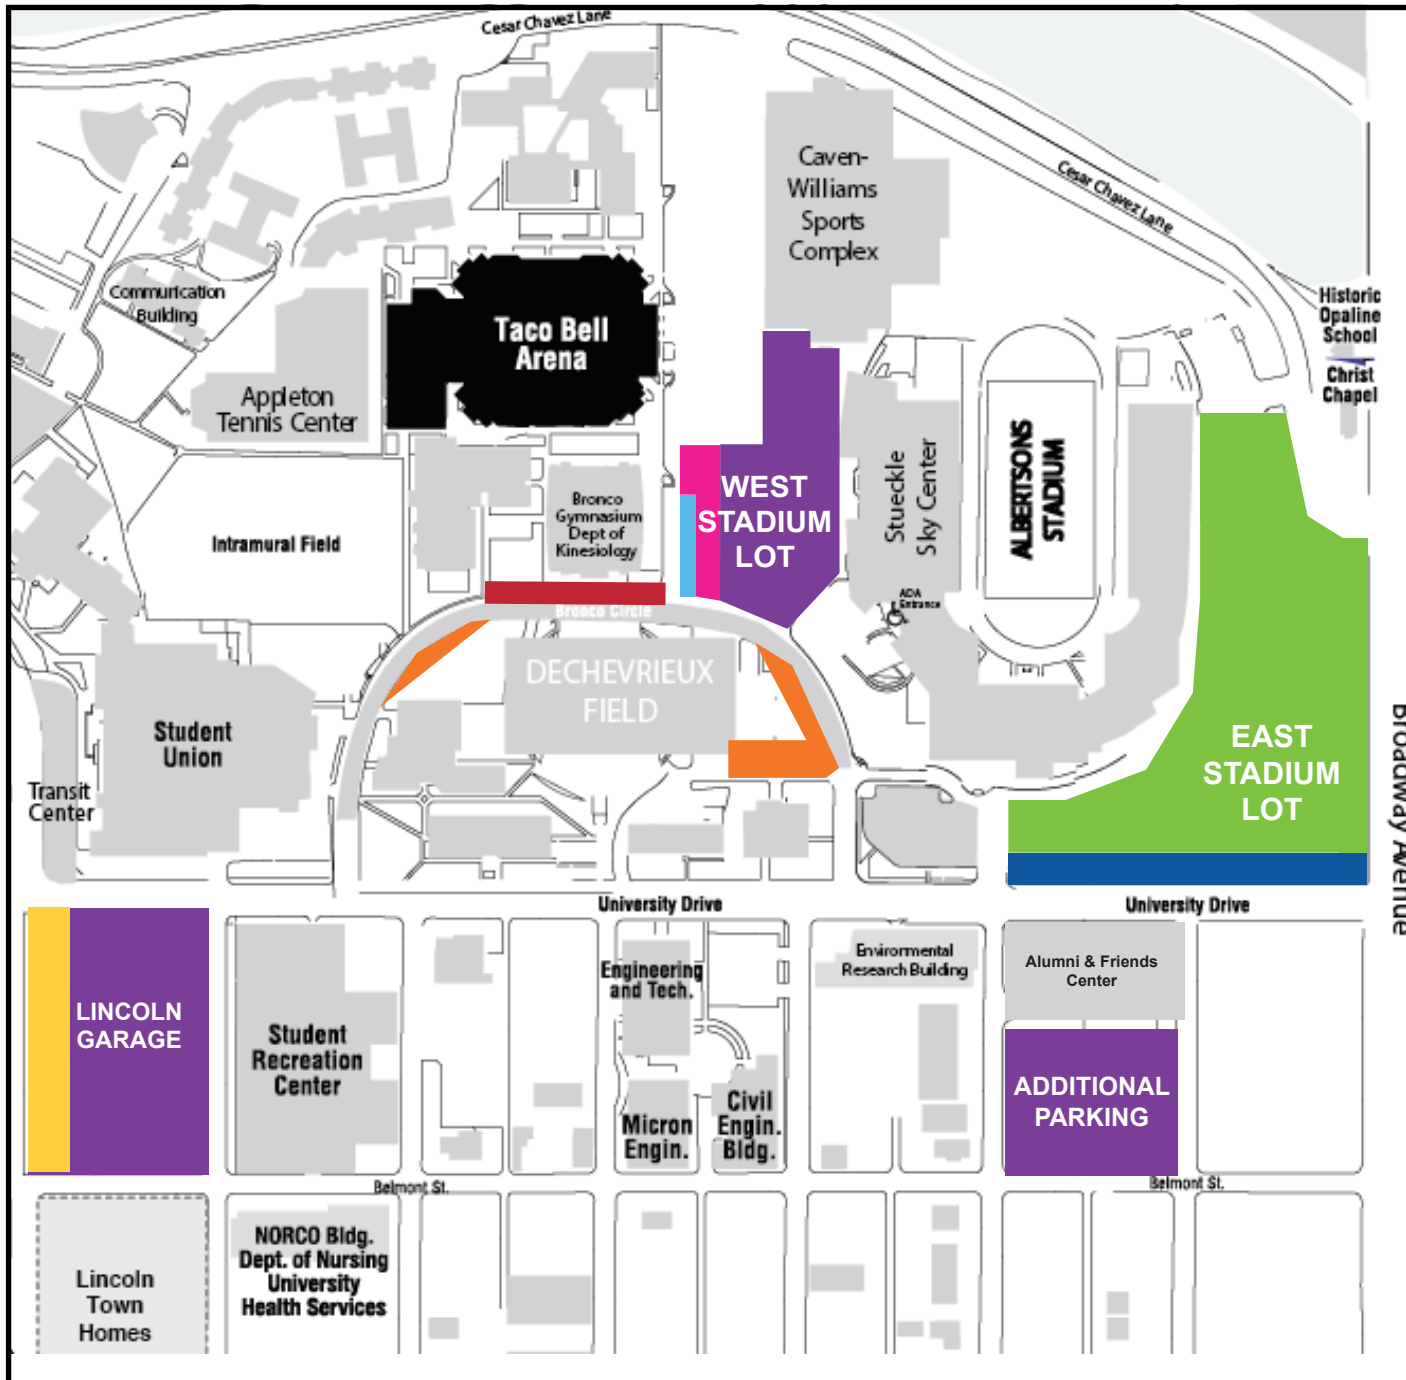 Cesar Chavez Lane
Caven-
Williams
Sports
Complex
Cesar Chavez Lane
Communication
Building
Historic
Opaline
School
Christ
Chapel
Taco Bell
Arena
Appleton
Tennis Center
WEST
STADIUM
LOT
Stueckle
Sky Center
ALBERTSONS
STADIUM
Bronco
Gymnasium
Dept of
Kinesiology
Intramural Field
ADA
Entrance
Bronco Circle
DECHEVRIEUX
FIELD
Student
Union
EAST
STADIUM
LOT
Broadway Avenue
Transit
Center
University Drive
University Drive
Engineering
and Tech.
Environmental
Research Building
Alumni & Friends
Center
LINCOLN
GARAGE
Student
Recreation
Center
Micron
Engin.
Civil
Engin.
Bldg.
ADDITIONAL
PARKING
Belmont St.
Belmont St.
NORCO Bldg.
Dept. of Nursing
University
Health Services
Lincoln
Town
Homes